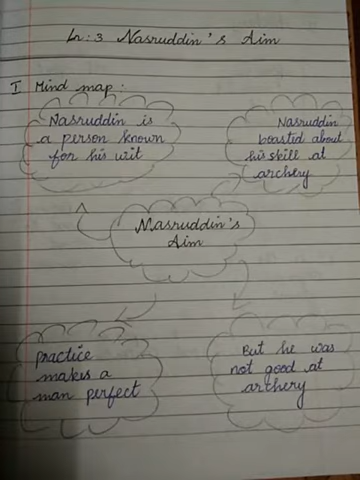 Ln: 3 Nasruddin's Aim
I Mind map:
Nasruddin is
a person known
for his wit
Nasruddin
boasted about
his skill at
archery
Nasruddin's
Aim
Practice
makes a
man perfect
But he was
not good at
archery